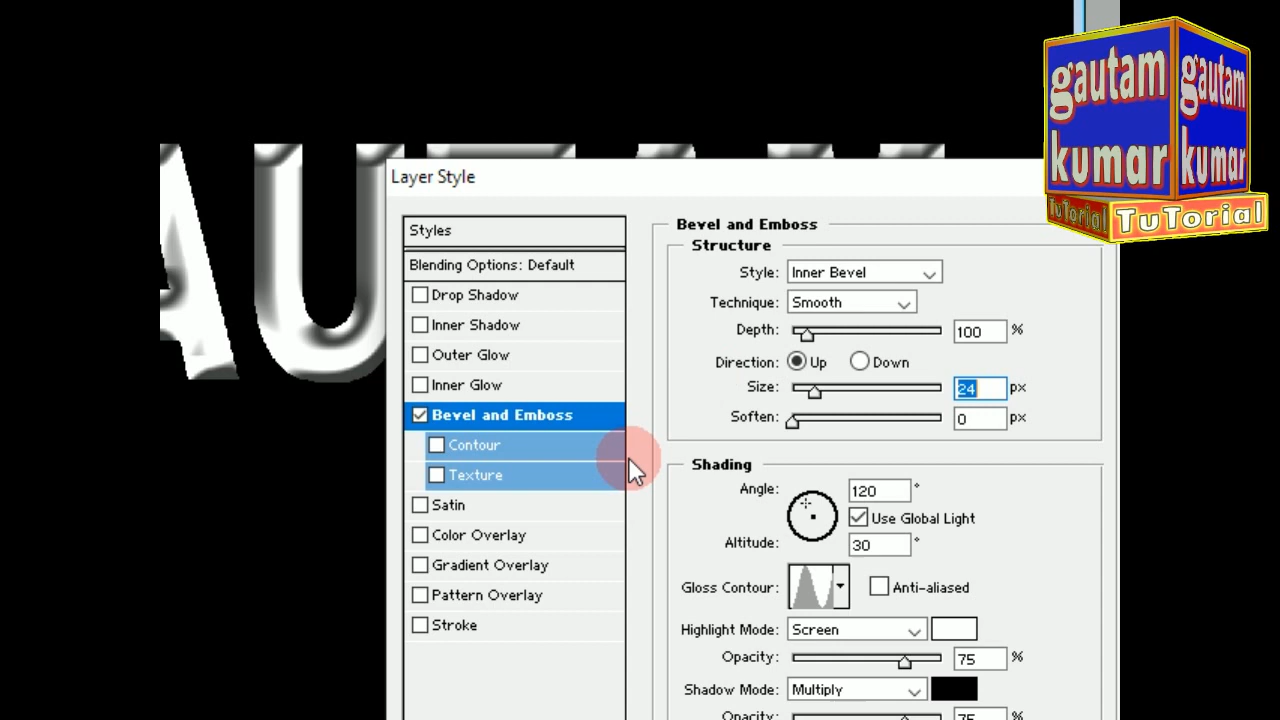 gautam
kumar
gautam
kumar
TuTorial
TuTorial
AUTAM
Layer Style
Styles
Blending Options: Default
Drop Shadow
Inner Shadow
Outer Glow
Inner Glow
Bevel and Emboss
Contour
Texture
Satin
Color Overlay
Gradient Overlay
Pattern Overlay
Stroke
Bevel and Emboss
Structure
Style: Inner Bevel
Technique: Smooth
Depth: 100 %
Direction: Up Down
Size: 24 px
Soften: 0 px
Shading
Angle: 120 °
Use Global Light
Altitude: 30 °
Gloss Contour: Anti-aliased
Highlight Mode: Screen
Opacity: 75 %
Shadow Mode: Multiply
Opacity: 75 %